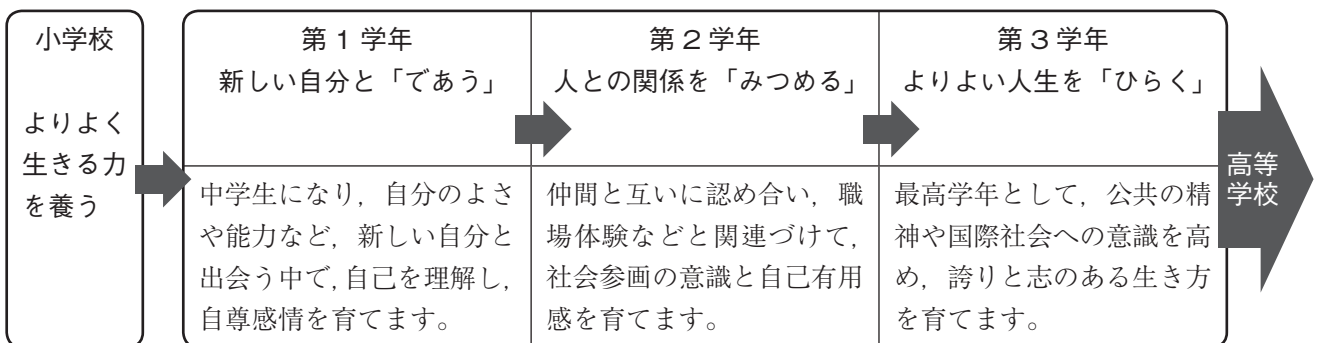 小学校
よりよく
生きる力
を養う
第1学年
新しい自分と「であう」
中学生になり，自分のよさ
や能力など，新しい自分と
出会う中で，自己を理解し，
自尊感情を育てます。
第2学年
人との関係を「みつめる」
仲間と互いに認め合い，職
場体験などと関連づけて，
社会参画の意識と自己有用
感を育てます。
第3学年
よりよい人生を「ひらく」
最高学年として，公共の精
神や国際社会への意識を高
め，誇りと志のある生き方
を育てます。
高等
学校